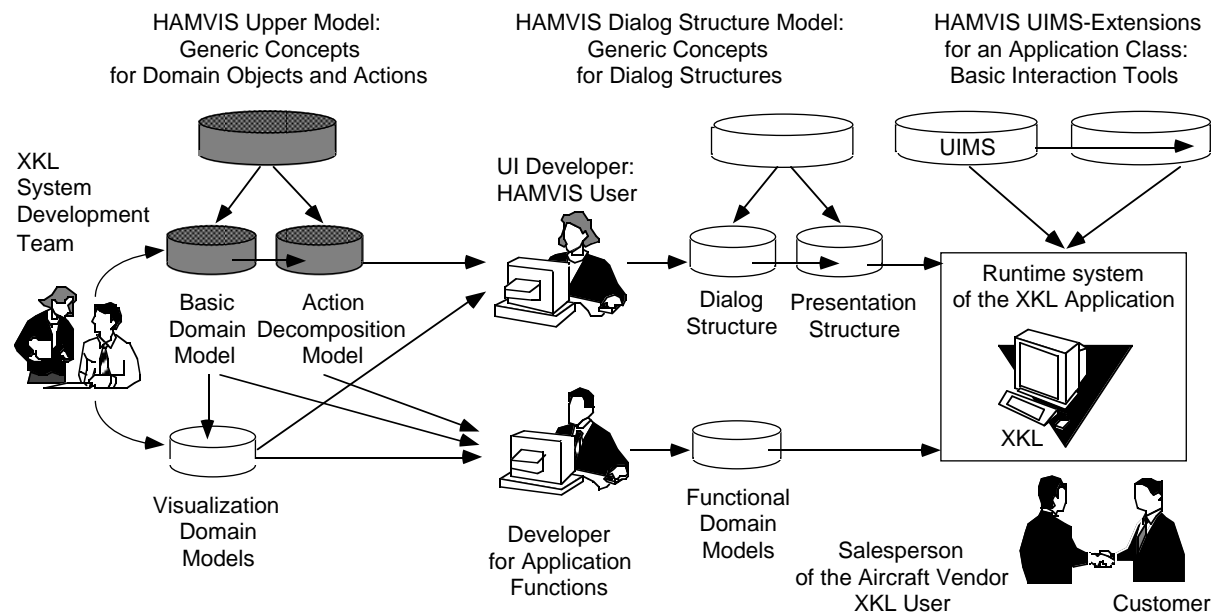 HAMVIS Upper Model:
Generic Concepts
for Domain Objects and Actions
HAMVIS Dialog Structure Model:
Generic Concepts
for Dialog Structures
HAMVIS UIMS-Extensions
for an Application Class:
Basic Interaction Tools
XKL
System
Development
Team
UI Developer:
HAMVIS User
UIMS
Basic
Domain
Model
Action
Decomposition
Model
Dialog
Structure
Presentation
Structure
Runtime system
of the XKL Application
XKL
Visualization
Domain
Models
Developer
for Application
Functions
Functional
Domain
Models
Salesperson
of the Aircraft Vendor
XKL User
Customer